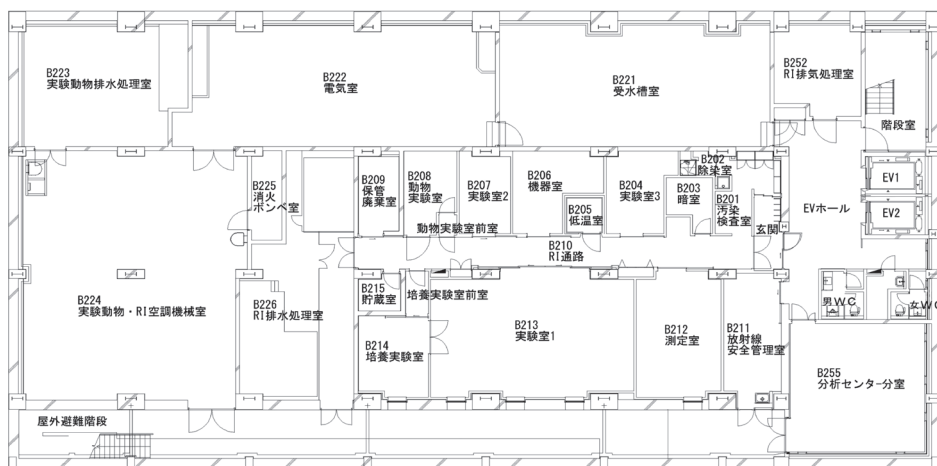 B223
実験動物排水処理室
B222
電気室
B221
受水槽室
B252
RI排気処理室
階段室
B225
消火
ボンベ室
B209
保管
廃棄室
B208
動物
実験室
B207
実験室2
動物実験室前室
B206
機器室
B205
低温室
B204
実験室3
B203
暗室
B202
除染室
B201
汚染
検査室
玄関
EVホール
EV1
EV2
B210
RI通路
B224
実験動物・RI空調機械室
B226
RI排水処理室
B215
貯蔵室
培養実験室前室
B214
培養実験室
B213
実験室1
B212
測定室
B211
放射線
安全管理室
男WC
女WC
B255
分析センター分室
屋外避難階段